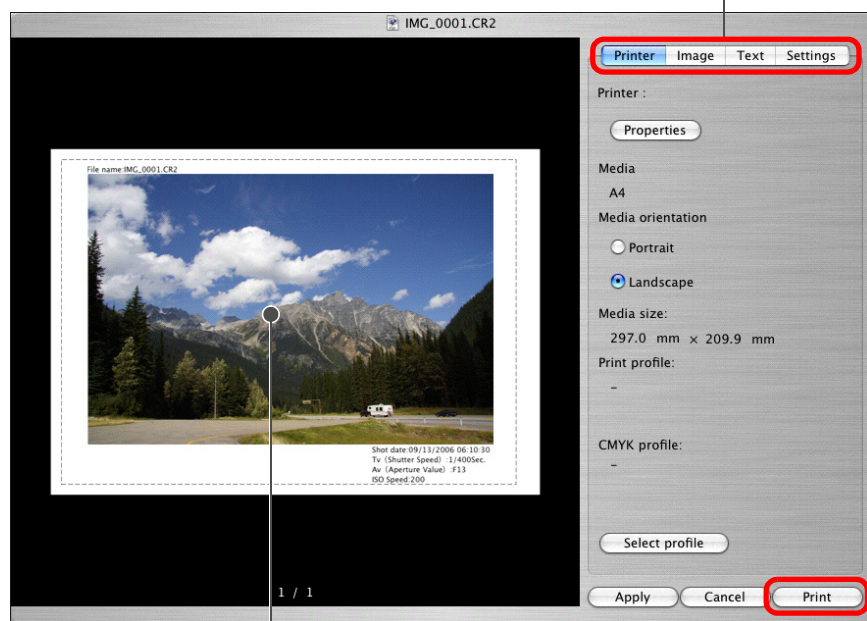 IMG_0001.CR2
Printer Image Text Settings
Printer :
Properties
Media
A4
Media orientation
Portrait
Landscape
Media size:
297.0 mm × 209.9 mm
Print profile:
–
CMYK profile:
–
Select profile
Apply Cancel Print
File name:IMG_0001.CR2
Shot date:09/13/2006 06:10:30
Tv (Shutter Speed) :1/400Sec.
Av (Aperture Value) :F13
ISO Speed:200
1 / 1